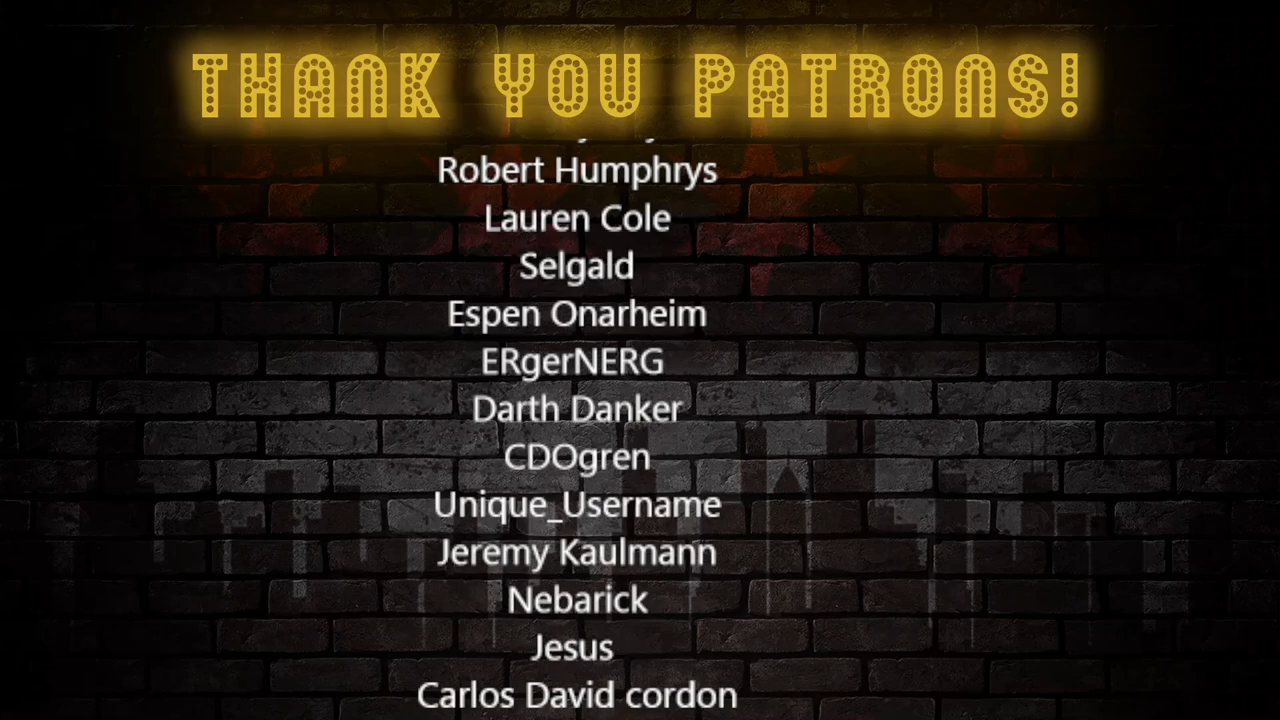 THANK YOU PATRONS!
Robert Humphrys
Lauren Cole
Selgald
Espen Onarheim
ERgerNERG
Darth Danker
CDOgren
Unique_Username
Jeremy Kaulmann
Nebarick
Jesus
Carlos David cordon